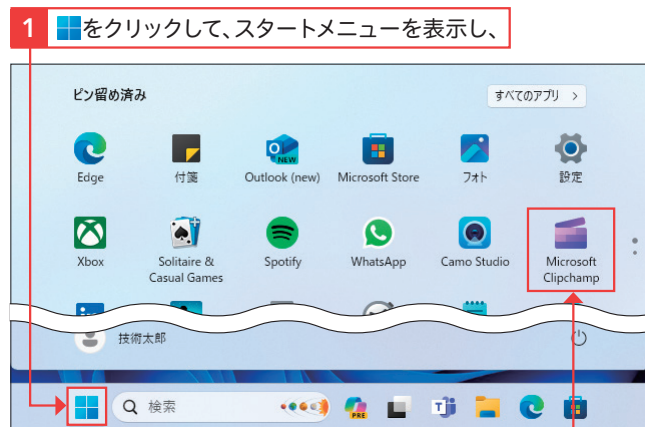 1 をクリックして、スタートメニューを表示し、
ピン留め済み
すべてのアプリ >
Edge
付箋
Outlook (new)
Microsoft Store
フォト
設定
Xbox
Solitaire &
Casual Games
Spotify
WhatsApp
Camo Studio
Microsoft
Clipchamp
技術太郎
検索